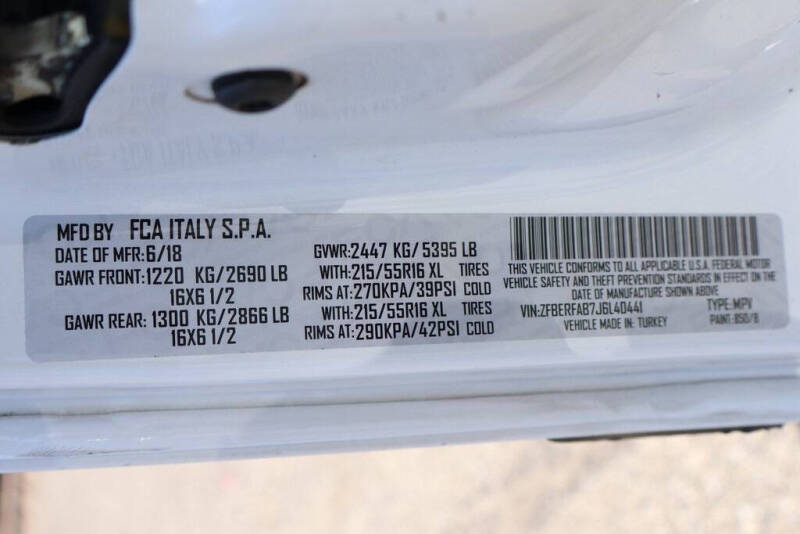 MFD BY FCA ITALY S.P.A.
DATE OF MFR:6/18
GAWR FRONT:1220 KG/2690 LB
16X6 1/2
GAWR REAR: 1300 KG/2866 LB
16X6 1/2
GVWR:2447 KG/5395 LB
WITH:215/55R16 XL TIRES
RIMS AT:270KPA/39PSI COLD
WITH:215/55R16 XL TIRES
RIMS AT:290KPA/42PSI COLD
THIS VEHICLE CONFORMS TO ALL APPLICABLE U.S.A. FEDERAL MOTOR
VEHICLE SAFETY AND THEFT PREVENTION STANDARDS IN EFFECT ON THE
DATE OF MANUFACTURE SHOWN ABOVE
VIN:ZFBERFAB7J6L40441 TYPE:MPV
VEHICLE MADE IN: TURKEY PAINT: 850/B